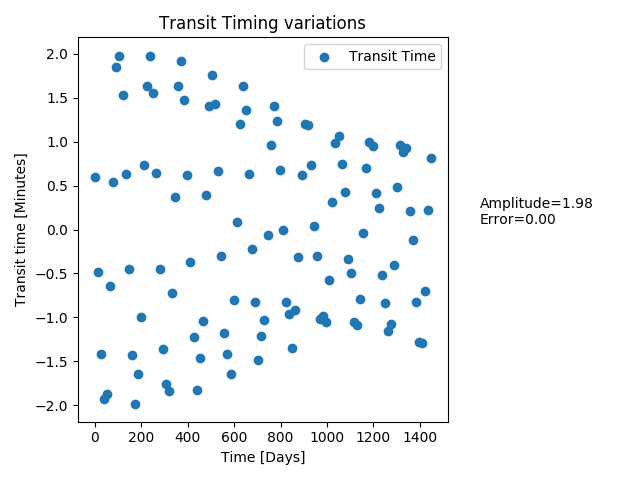 Transit Timing variations
Transit Time
Transit time [Minutes]
2.0
1.5
1.0
0.5
0.0
−0.5
−1.0
−1.5
−2.0
0 200 400 600 800 1000 1200 1400
Time [Days]
Amplitude=1.98
Error=0.00